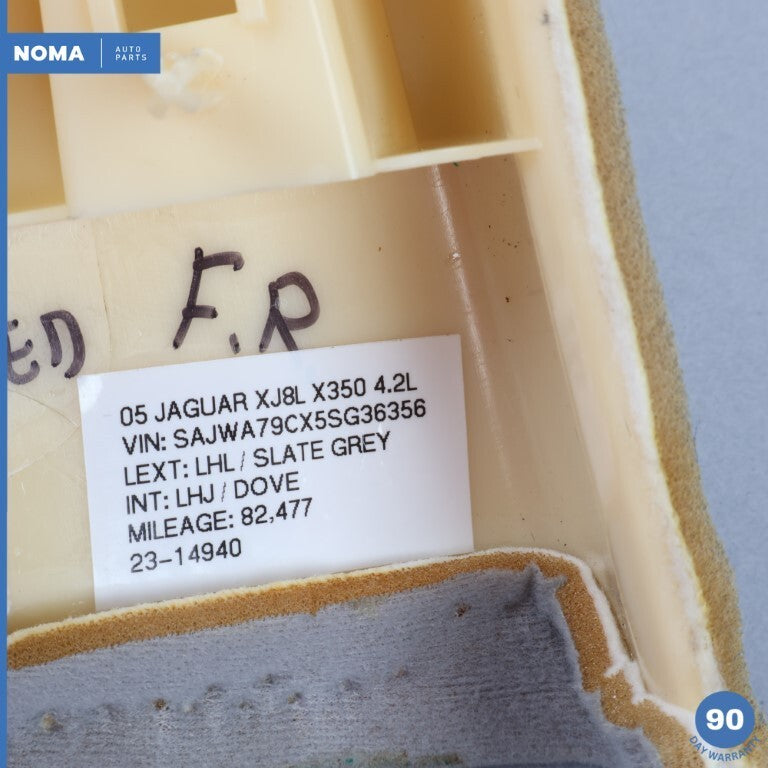 NOMA AUTO PARTS
F.R
ED
05 JAGUAR XJ8L X350 4.2L
VIN: SAJWA79CX5SG36356
LEXT: LHL / SLATE GREY
INT: LHJ / DOVE
MILEAGE: 82,477
23-14940
90
DAY WARRANTY